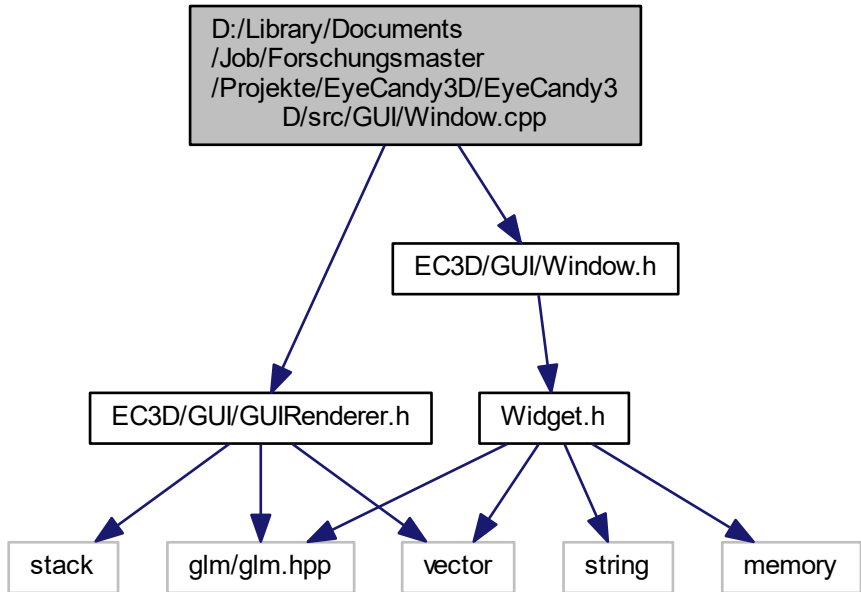 D:/Library/Documents
/Job/Forschungsmaster
/Projekte/EyeCandy3D/EyeCandy3
D/src/GUI/Window.cpp
EC3D/GUI/Window.h
EC3D/GUI/GUIRenderer.h
Widget.h
stack
glm/glm.hpp
vector
string
memory